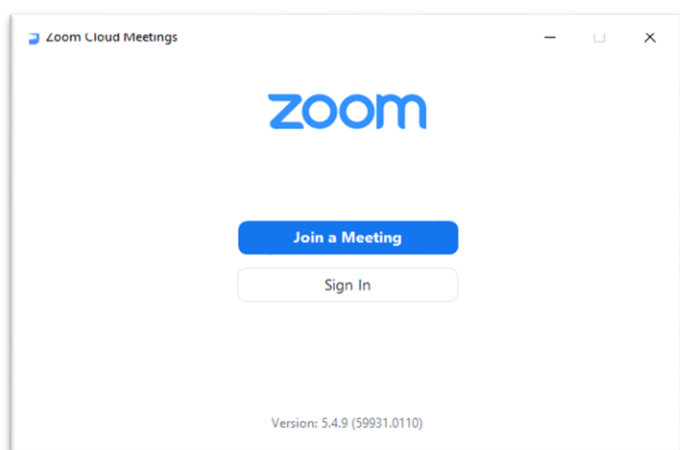 Zoom Cloud Meetings
zoom
Join a Meeting
Sign In
Version: 5.4.9 (59931.0110)